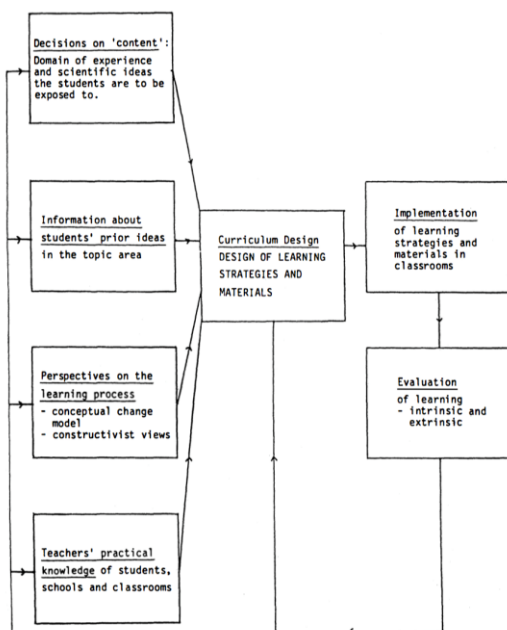 Decisions on 'content':
Domain of experience
and scientific ideas
the students are to be
exposed to.
Information about
students' prior ideas
in the topic area
Perspectives on the
learning process
- conceptual change
model
- constructivist views
Teachers' practical
knowledge of students,
schools and classrooms
Curriculum Design
DESIGN OF LEARNING
STRATEGIES AND
MATERIALS
Implementation
of learning
strategies and
materials in
classrooms
Evaluation
of learning
- intrinsic and
extrinsic